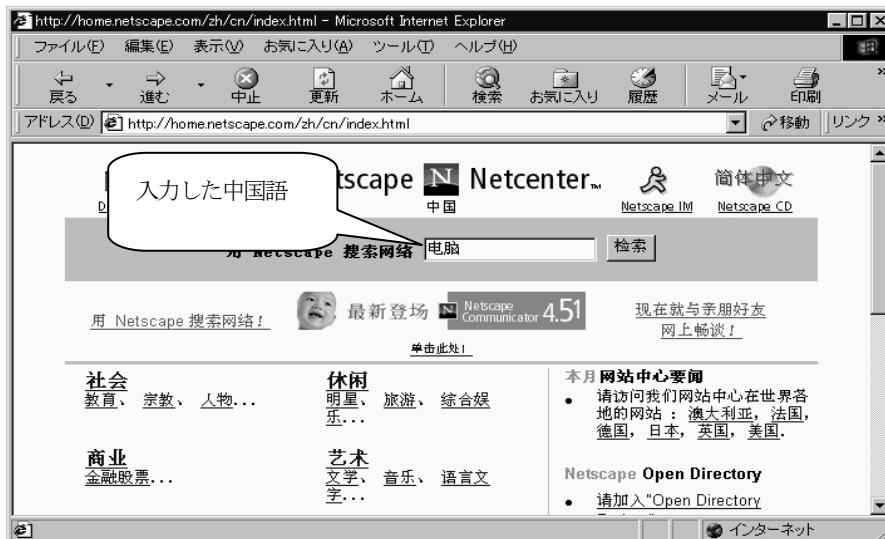 http://home.netscape.com/zh/cn/index.html - Microsoft Internet Explorer
ファイル(F) 編集(E) 表示(V) お気に入り(A) ツール(T) ヘルプ(H)
戻る 進む 中止 更新 ホーム 検索 お気に入り 履歴 メール 印刷
アドレス(D) http://home.netscape.com/zh/cn/index.html 移動 リンク
入力した中国語
tscape N Netcenter™
中国
Netscape IM
简体中文
Netscape CD
用 Netscape 搜索网络 电脑 检索
用 Netscape 搜索网络！
最新登场 N Netscape Communicator 4.51
单击此处！
现在就与亲朋好友
网上畅谈！
社会
教育、 宗教、 人物...
休闲
明星、 旅游、 综合娱
乐...
商业
金融股票...
艺术
文学、 音乐、 语言文
字...
本月网站中心要闻
• 请访问我们网站中心在世界各
地的网站 : 澳大利亚, 法国,
德国, 日本, 英国, 美国.
Netscape Open Directory
• 请加入"Open Directory
インターネット